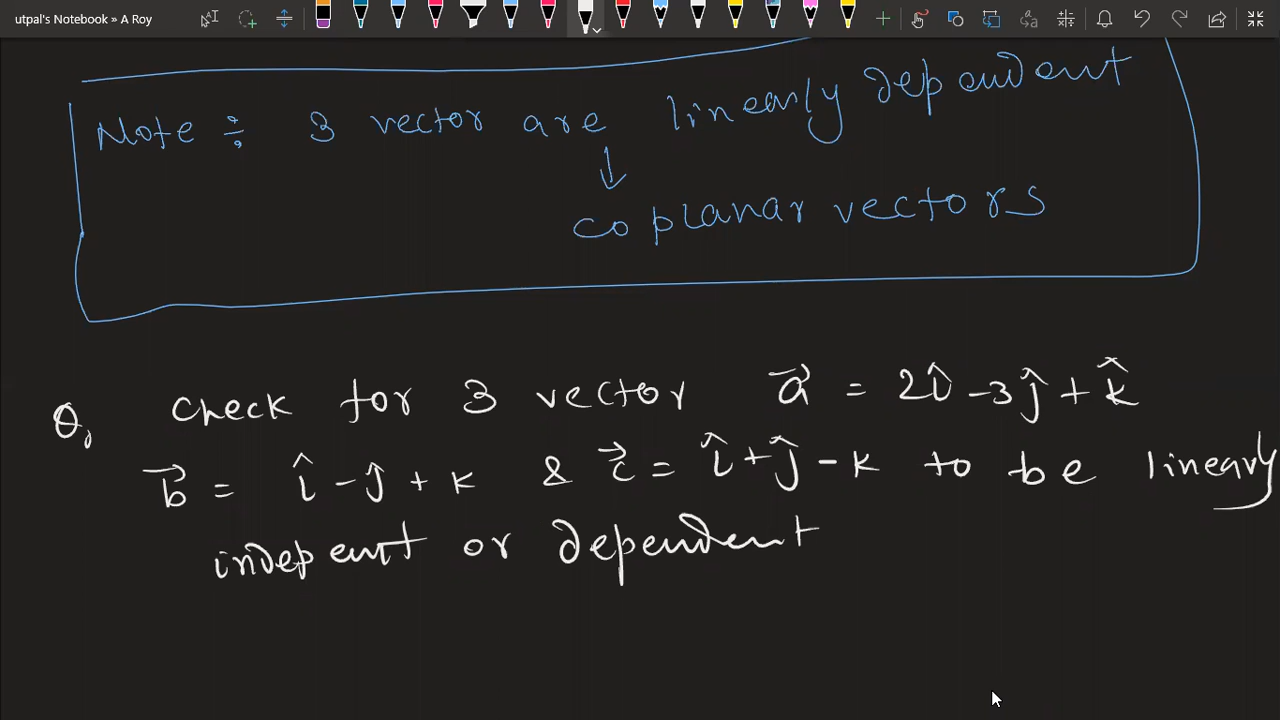 utpal's Notebook » A Roy
Note ÷ 3 vector are linearly dependent
↓
coplanar vectors
Q, Check for 3 vector a⃗ = 2î - 3ĵ + k̂
b⃗ = î - ĵ + k & c⃗ = î + ĵ - k to be linearly
indepent or dependent